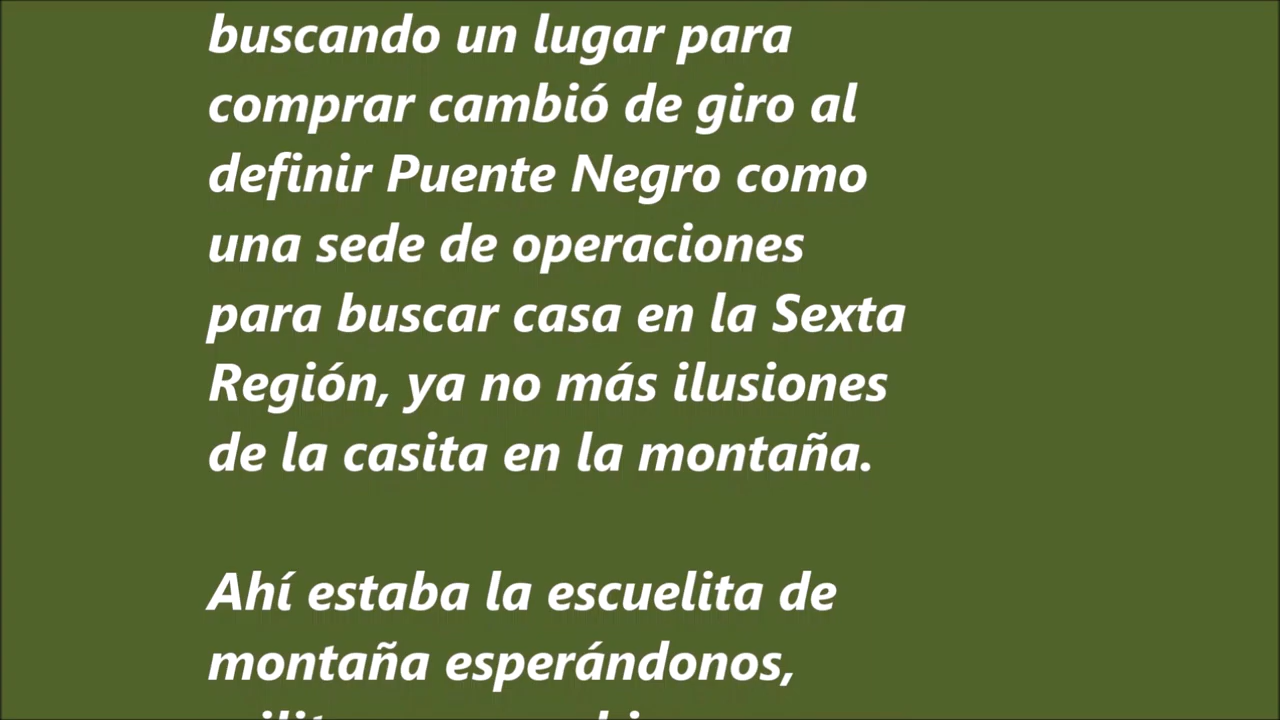 buscando un lugar para
comprar cambió de giro al
definir Puente Negro como
una sede de operaciones
para buscar casa en la Sexta
Región, ya no más ilusiones
de la casita en la montaña.
Ahí estaba la escuelita de
montaña esperándonos,